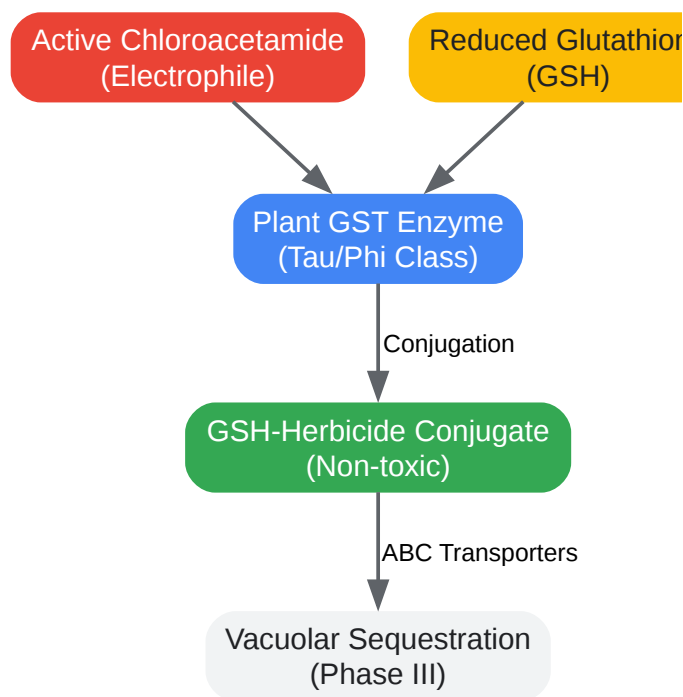 Active Chloroacetamide
(Electrophile)
Reduced Glutathion
(GSH)
Plant GST Enzyme
(Tau/Phi Class)
Conjugation
GSH-Herbicide Conjugate
(Non-toxic)
ABC Transporters
Vacuolar Sequestration
(Phase III)